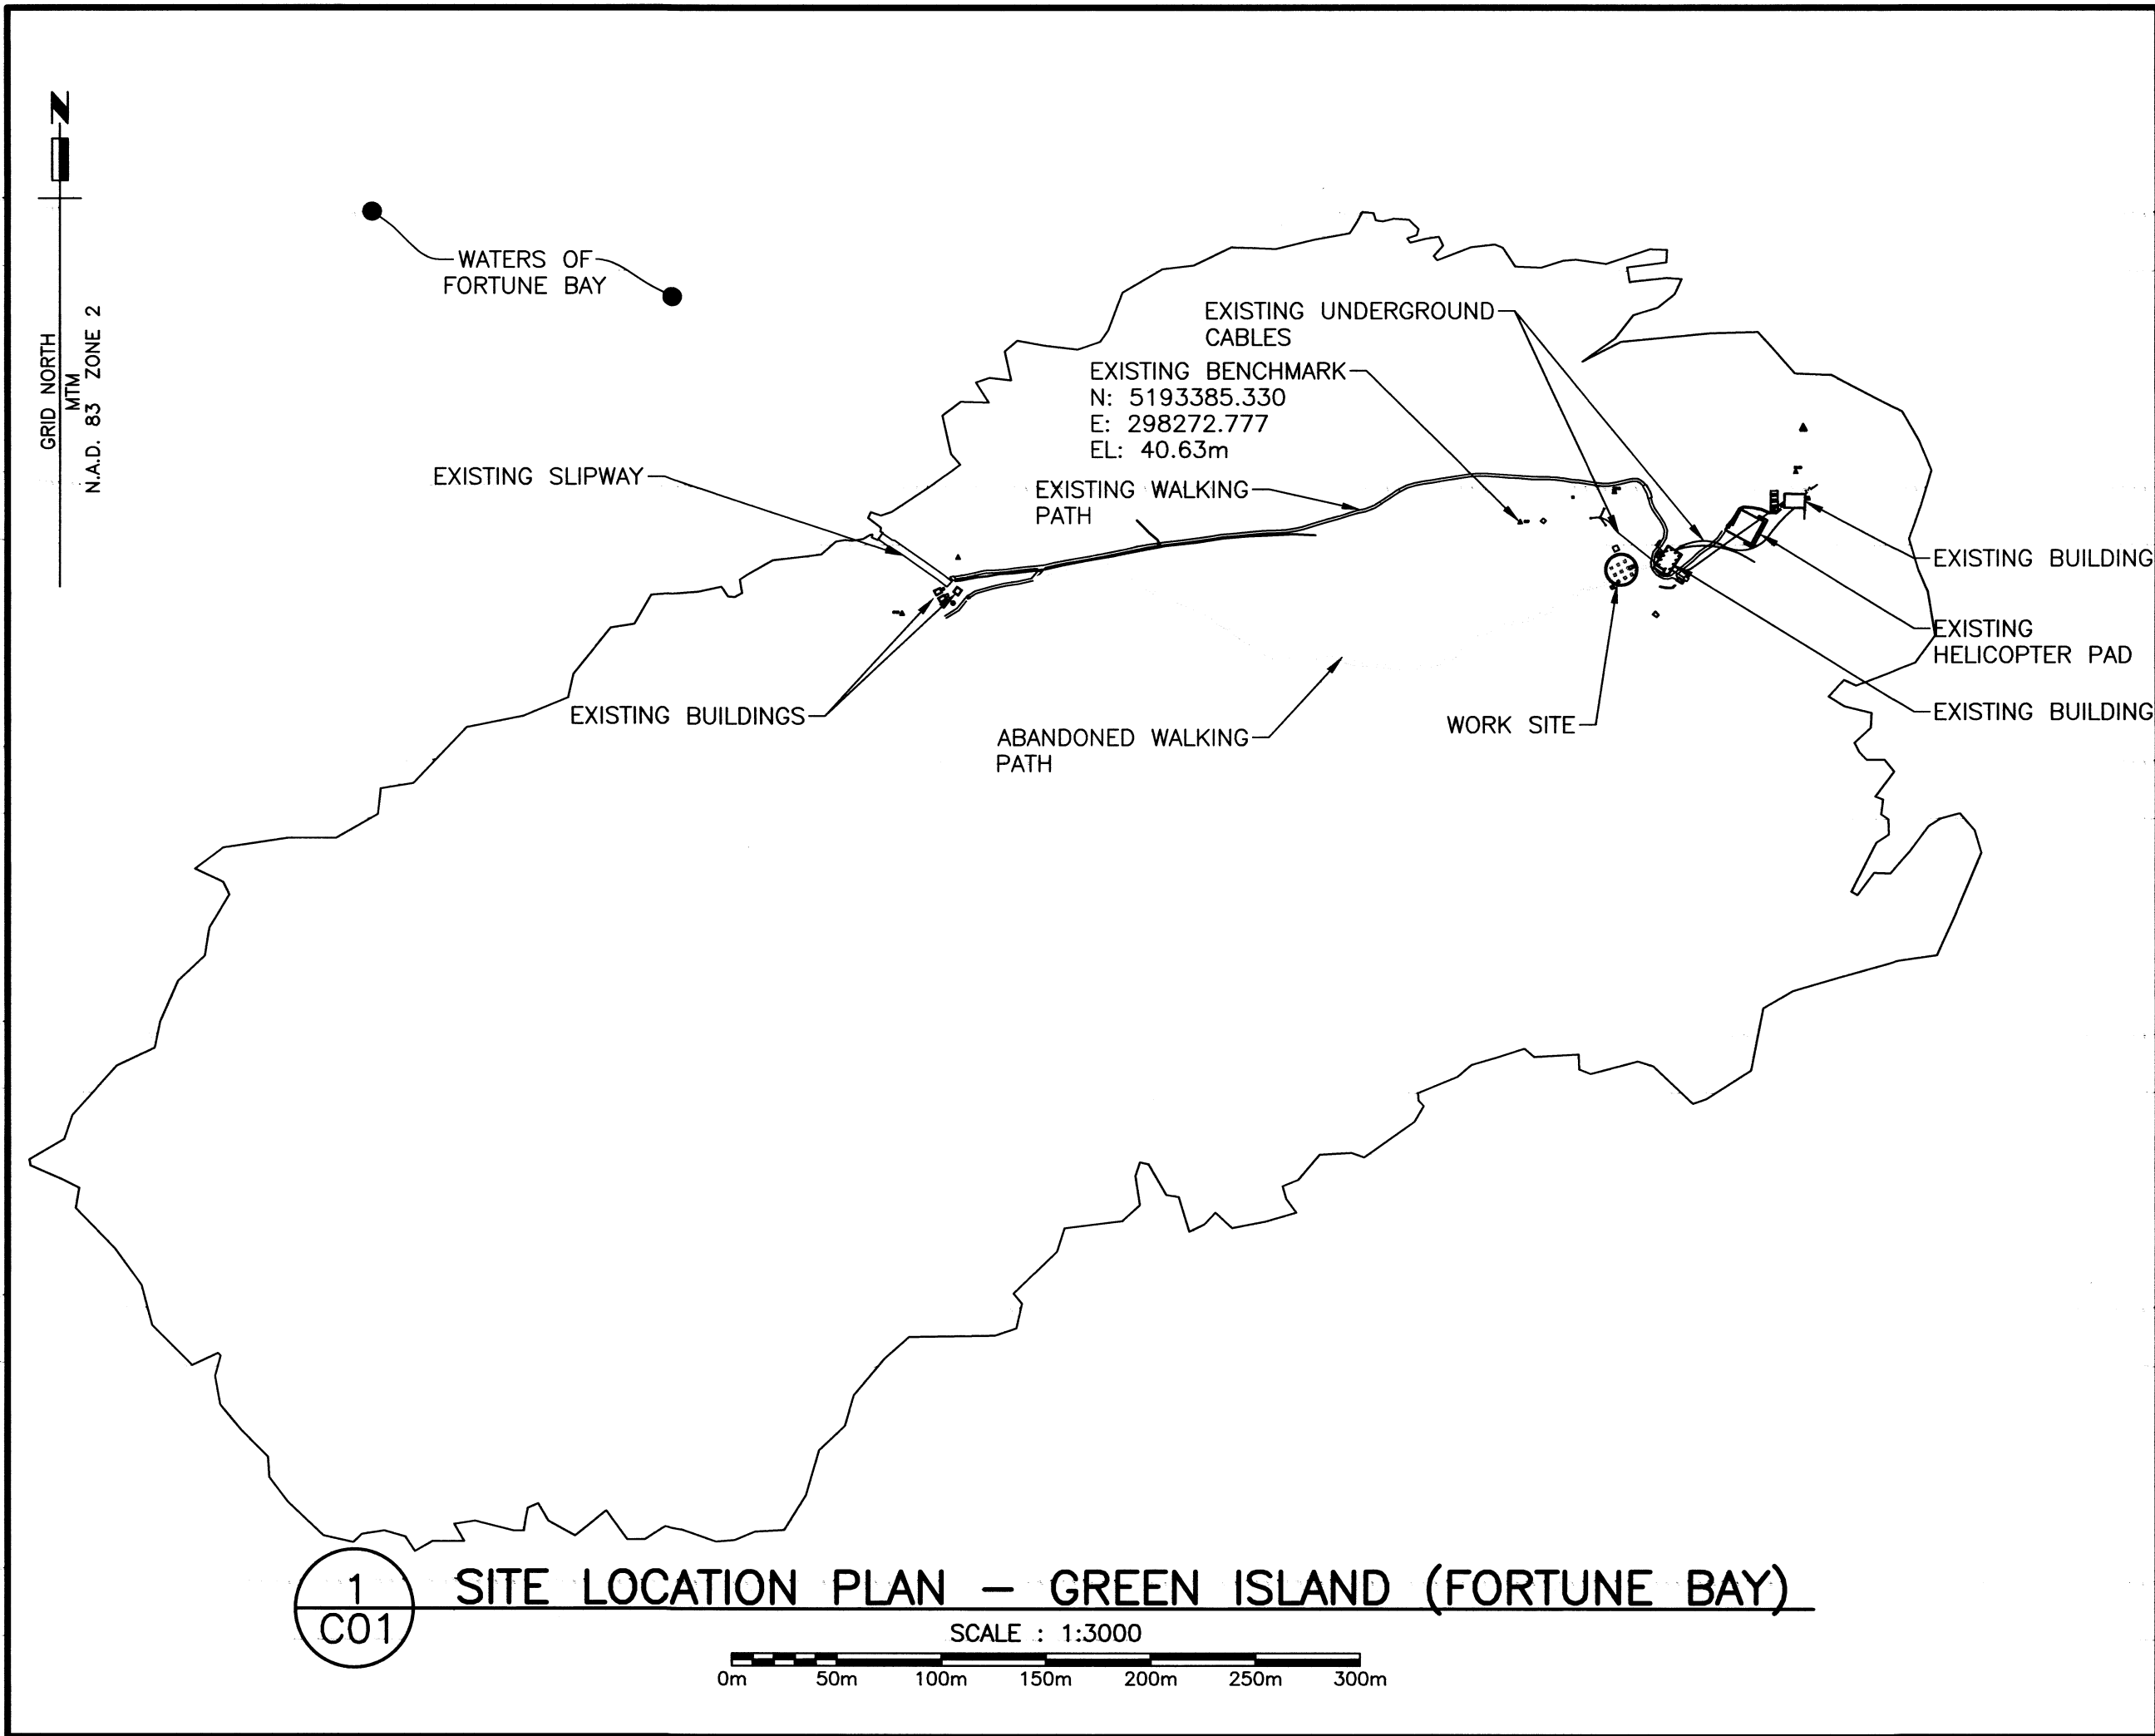 N
GRID NORTH
MTM
N.A.D. 83 ZONE 2
WATERS OF
FORTUNE BAY
EXISTING UNDERGROUND
CABLES
EXISTING BENCHMARK
N: 5193385.330
E: 298272.777
EL: 40.63m
EXISTING SLIPWAY
EXISTING WALKING
PATH
EXISTING BUILDING
EXISTING
HELICOPTER PAD
EXISTING BUILDING
EXISTING BUILDINGS
ABANDONED WALKING
PATH
WORK SITE
1
C01
SITE LOCATION PLAN – GREEN ISLAND (FORTUNE BAY)
SCALE : 1:3000
0m 50m 100m 150m 200m 250m 300m